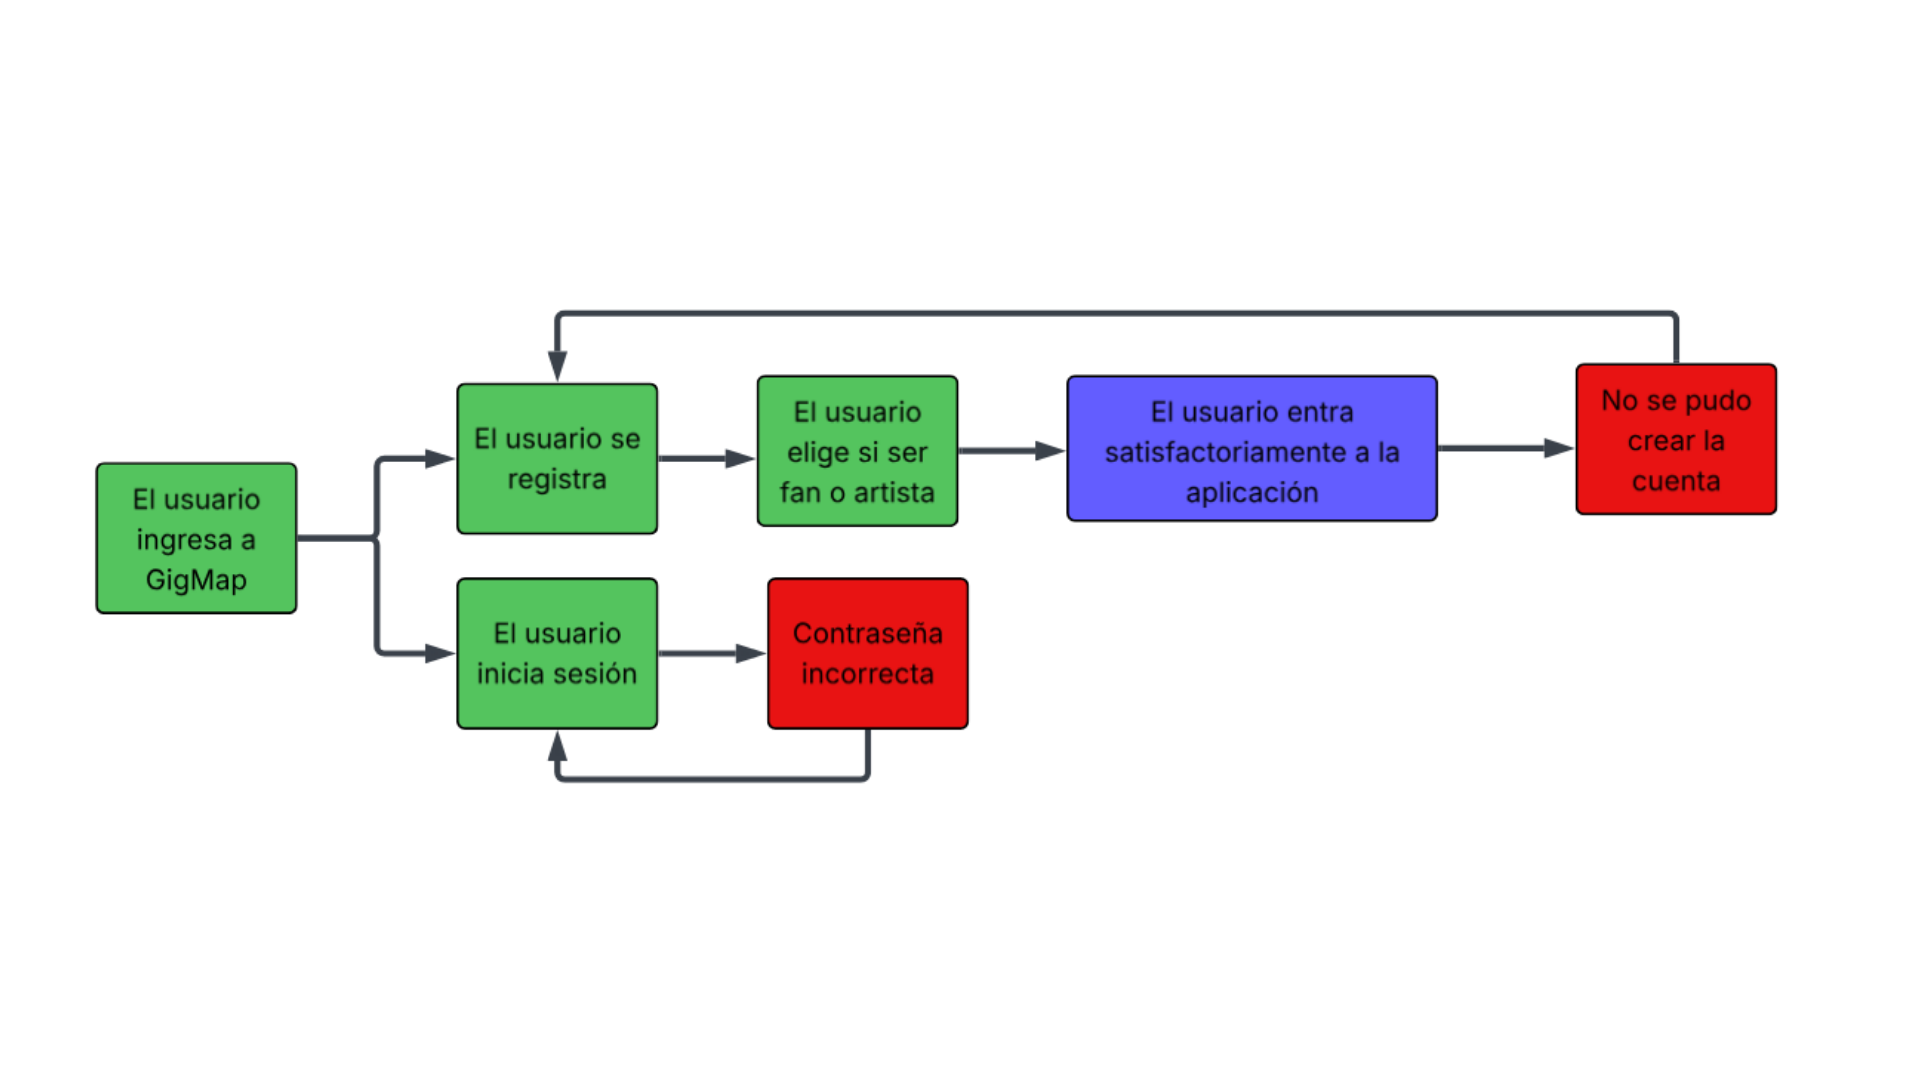 El usuario
ingresa a
GigMap
El usuario se
registra
El usuario
elige si ser
fan o artista
El usuario entra
satisfactoriamente a la
aplicación
No se pudo
crear la
cuenta
El usuario
inicia sesión
Contraseña
incorrecta